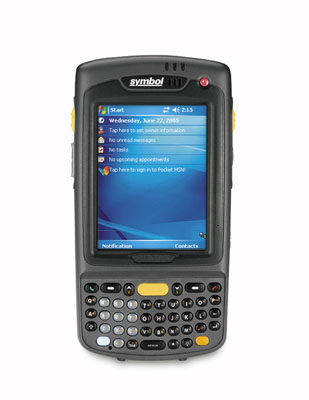 symbol
Start 2:15
Wednesday, June 22, 2005
Tap here to set owner information
No unread messages
No tasks
No upcoming appointments
Tap here to sign in to Pocket MSN!
Notification Contacts